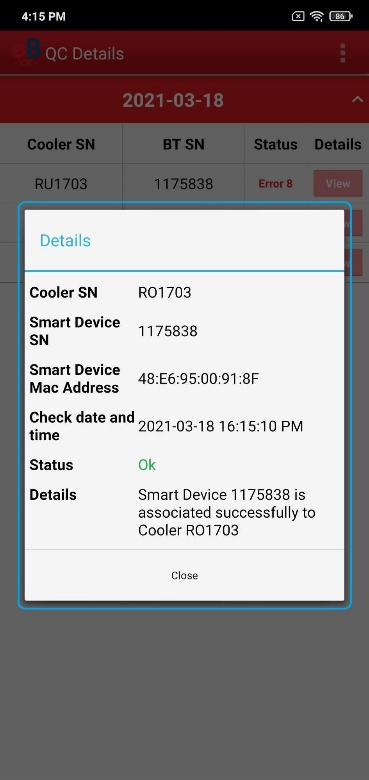 4:15 PM
86
B QC Details
2021-03-18
Cooler SN BT SN Status Details
RU1703 1175838 Error 8 View
Details
Cooler SN RO1703
Smart Device SN 1175838
Smart Device Mac Address 48:E6:95:00:91:8F
Check date and time 2021-03-18 16:15:10 PM
Status Ok
Details Smart Device 1175838 is
associated successfully to
Cooler RO1703
Close